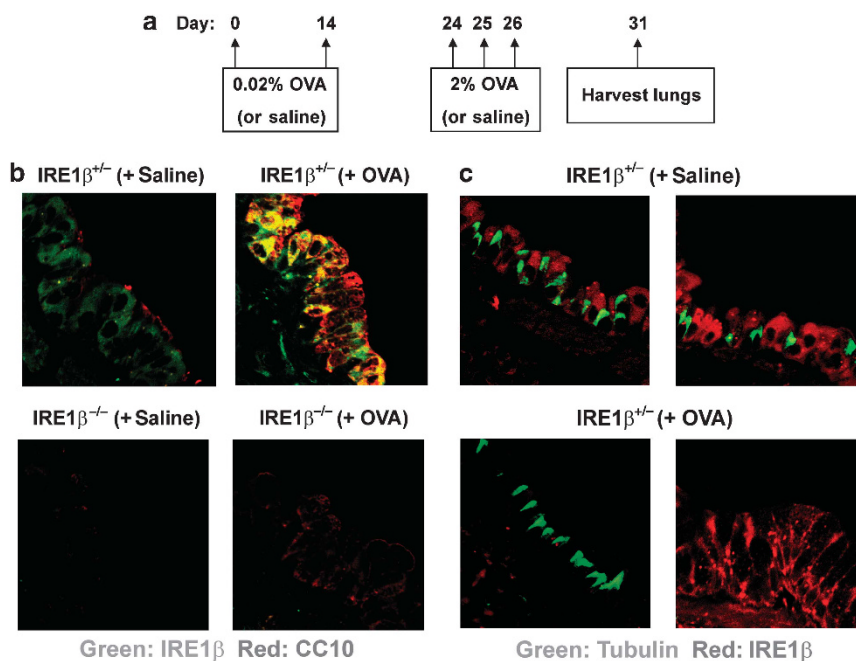 a Day: 0 14 24 25 26 31
0.02% OVA
(or saline)
2% OVA
(or saline)
Harvest lungs
b IRE1β+/− (+ Saline) IRE1β+/− (+ OVA)
c IRE1β+/− (+ Saline)
IRE1β−/− (+ Saline) IRE1β−/− (+ OVA)
IRE1β+/− (+ OVA)
Green: IRE1β Red: CC10
Green: Tubulin Red: IRE1β